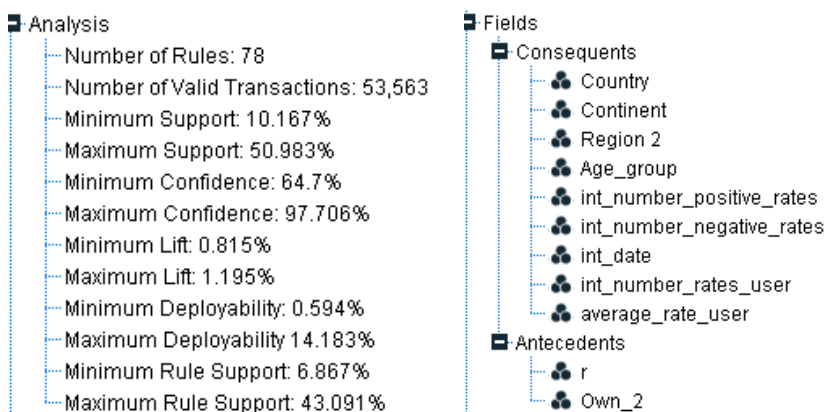 Analysis
Number of Rules: 78
Number of Valid Transactions: 53,563
Minimum Support: 10.167%
Maximum Support: 50.983%
Minimum Confidence: 64.7%
Maximum Confidence: 97.706%
Minimum Lift: 0.815%
Maximum Lift: 1.195%
Minimum Deployability: 0.594%
Maximum Deployability 14.183%
Minimum Rule Support: 6.867%
Maximum Rule Support: 43.091%
Fields
Consequents
Country
Continent
Region 2
Age_group
int_number_positive_rates
int_number_negative_rates
int_date
int_number_rates_user
average_rate_user
Antecedents
r
Own_2